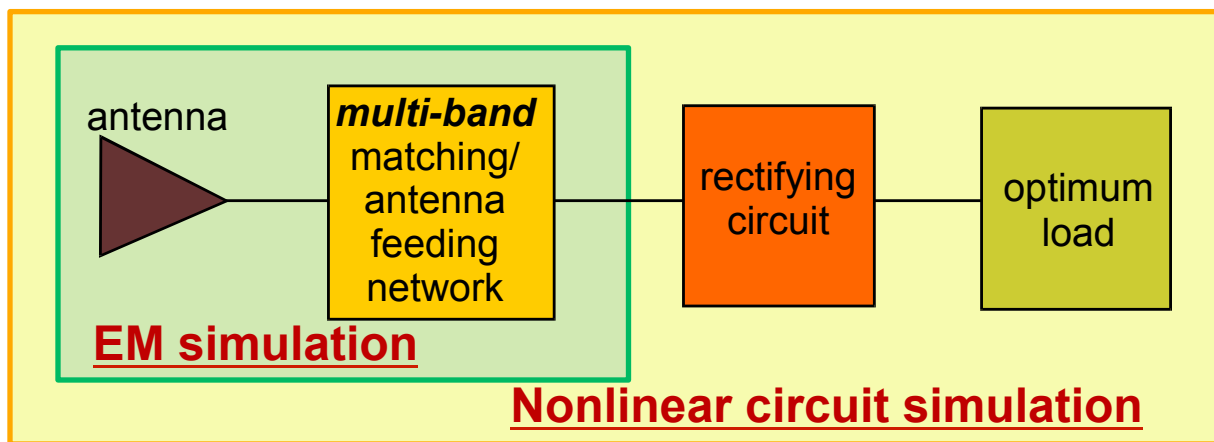 antenna
multi-band
matching/
antenna
feeding
network
rectifying
circuit
optimum
load
EM simulation
Nonlinear circuit simulation